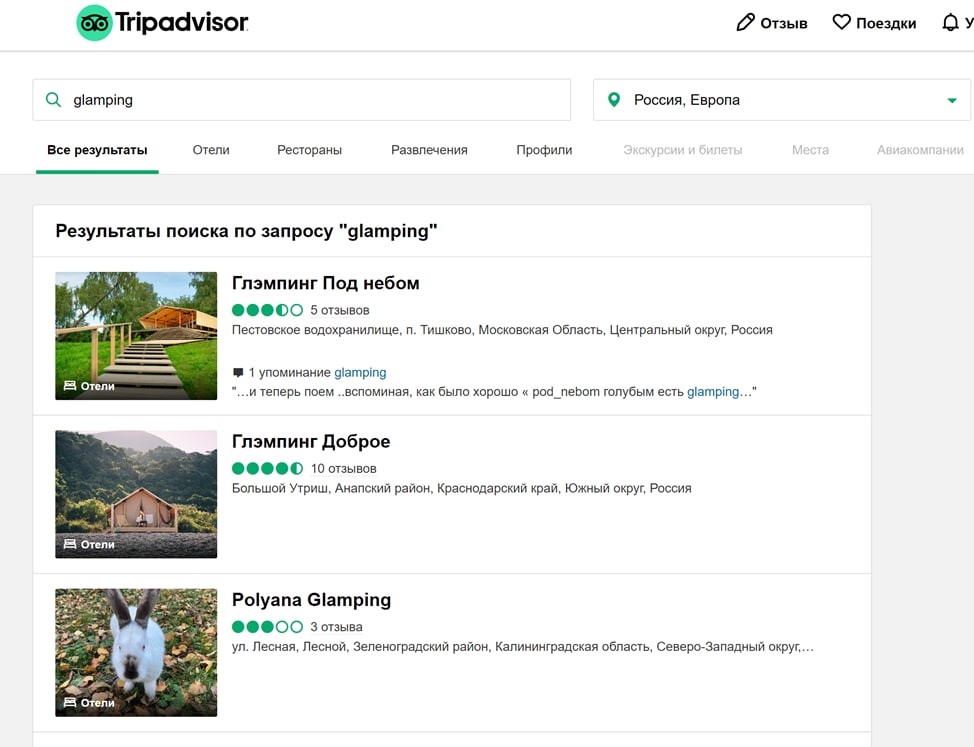 Tripadvisor
Отзыв
Поездки
У
glamping
Россия, Европа
Все результаты
Отели
Рестораны
Развлечения
Профили
Экскурсии и билеты
Места
Авиакомпании
Результаты поиска по запросу "glamping"
Глэмпинг Под небом
5 отзывов
Пестовское водохранилище, п. Тишково, Московская Область, Центральный округ, Россия
1 упоминание glamping
"…и теперь поем ..вспоминая, как было хорошо « pod_nebom голубым есть glamping…"
Отели
Глэмпинг Доброе
10 отзывов
Большой Утриш, Анапский район, Краснодарский край, Южный округ, Россия
Отели
Polyana Glamping
3 отзыва
ул. Лесная, Лесной, Зеленоградский район, Калининградская область, Северо-Западный округ,…
Отели